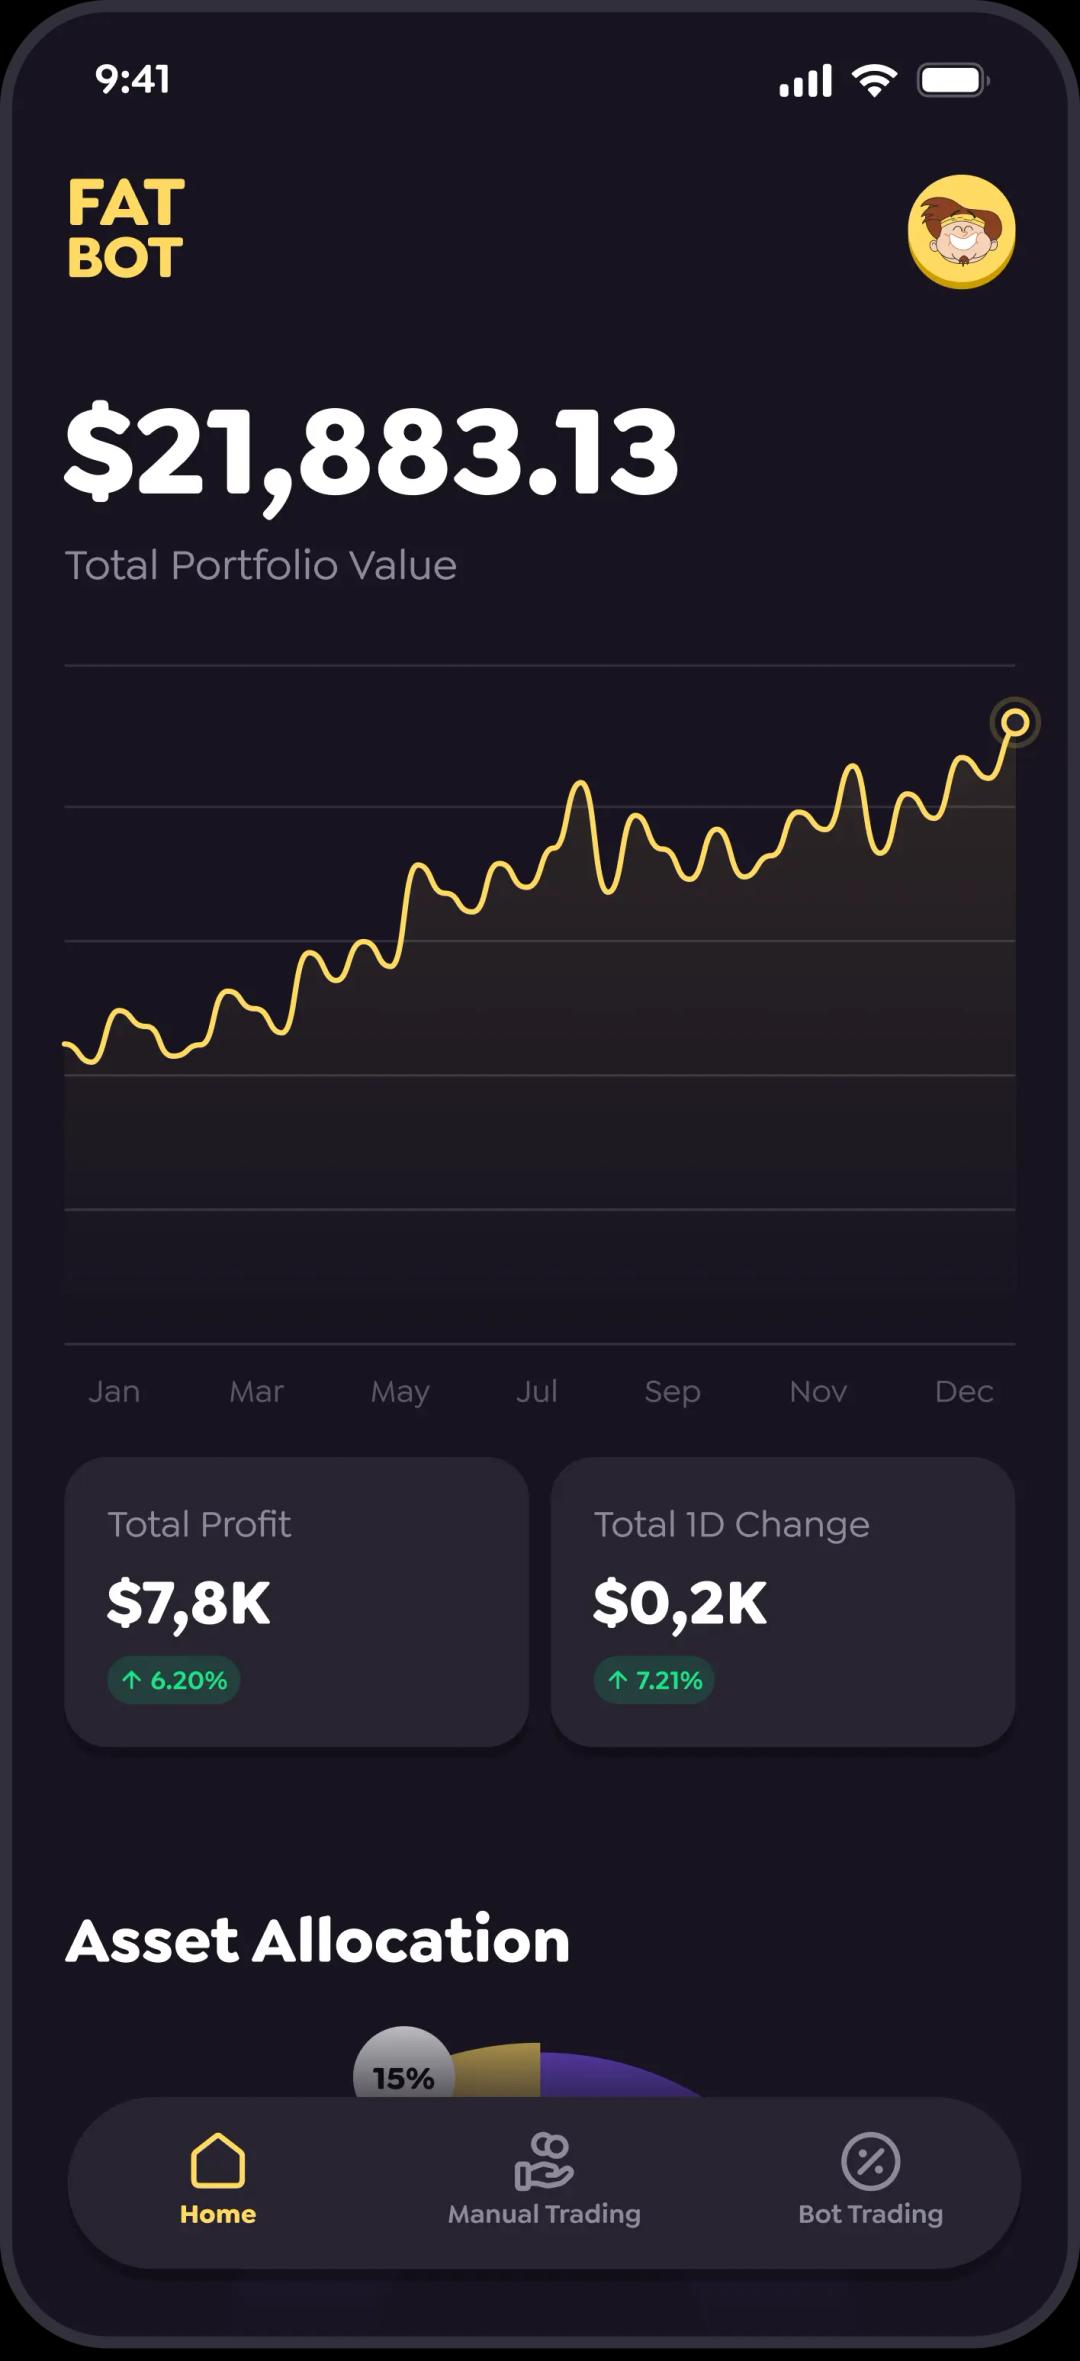 9:41
FAT
BOT
$21,883.13
Total Portfolio Value
Jan Mar May Jul Sep Nov Dec
Total Profit
$7,8K
↑ 6.20%
Total 1D Change
$0,2K
↑ 7.21%
Asset Allocation
15%
Home Manual Trading Bot Trading